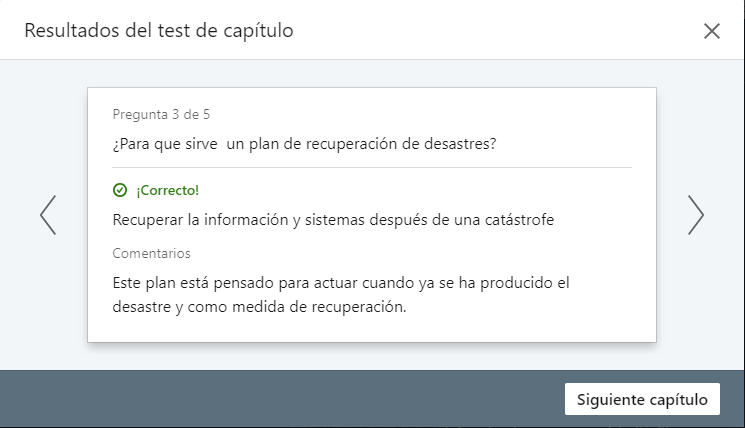 Resultados del test de capítulo
Pregunta 3 de 5
¿Para que sirve  un plan de recuperación de desastres?
¡Correcto!
Recuperar la información y sistemas después de una catástrofe
Comentarios
Este plan está pensado para actuar cuando ya se ha producido el
desastre y como medida de recuperación.
Siguiente capítulo